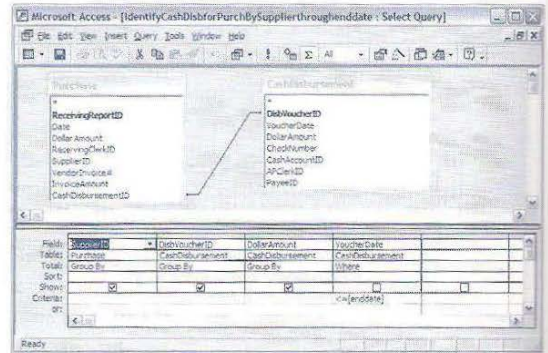 Microsoft Access - [IdentifyCashDisbforPurchBySupplierthroughenddate : Select Query]
File Edit View Insert Query Tools Window Help
All
Purchase
CashDisbursement
*
ReceivingReportID
Date
Dollar Amount
ReceivingClerkID
SupplierID
VendorInvoice#
InvoiceAmount
CashDisbursementID
*
DisbVoucherID
VoucherDate
DollarAmount
CheckNumber
CashAccountID
APClerkID
PayeeID
Field: SupplierID DisbVoucherID DollarAmount VoucherDate
Table: Purchase CashDisbursement CashDisbursement CashDisbursement
Total: Group By Group By Group By Where
Sort:
Show:
Criteria: <=[enddate]
or:
Ready